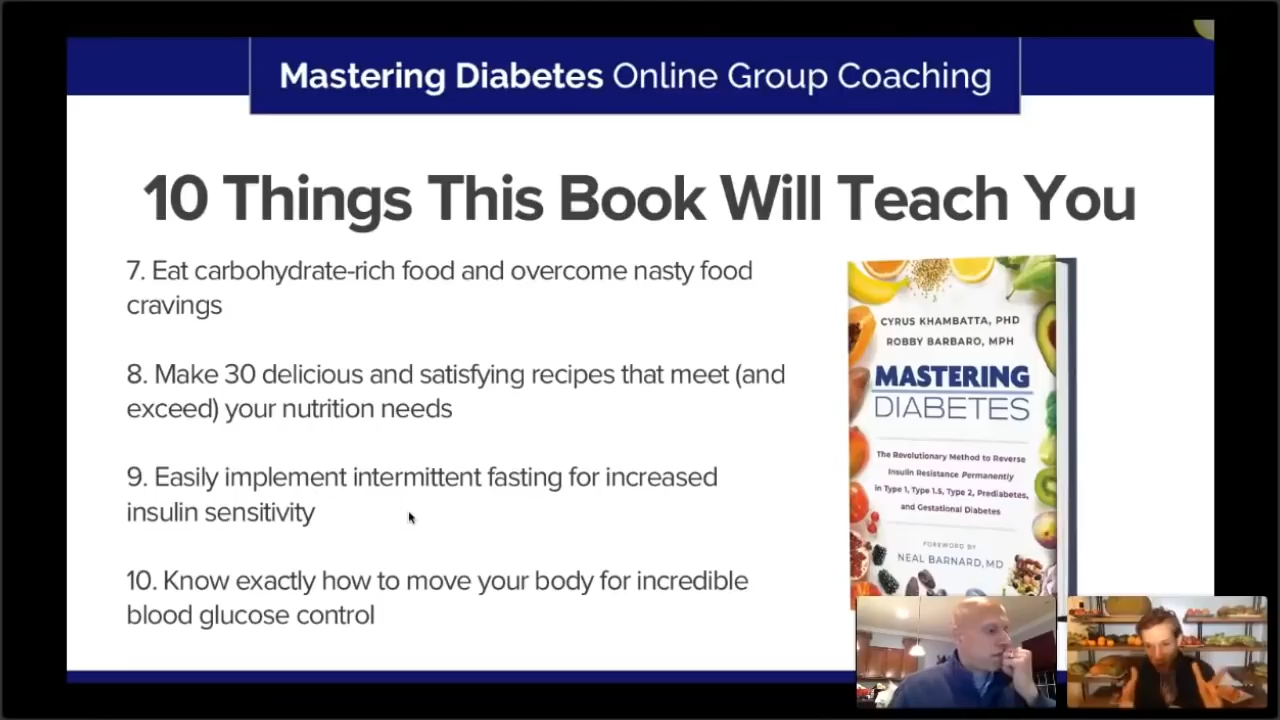 Mastering Diabetes Online Group Coaching
10 Things This Book Will Teach You
7. Eat carbohydrate-rich food and overcome nasty food
cravings
8. Make 30 delicious and satisfying recipes that meet (and
exceed) your nutrition needs
9. Easily implement intermittent fasting for increased
insulin sensitivity
10. Know exactly how to move your body for incredible
blood glucose control
CYRUS KHAMBATTA, PHD
ROBBY BARBARO, MPH
MASTERING
DIABETES
The Revolutionary Method to Reverse
Insulin Resistance Permanently
in Type 1, Type 1.5, Type 2, Prediabetes,
and Gestational Diabetes
FOREWORD BY
NEAL BARNARD, MD